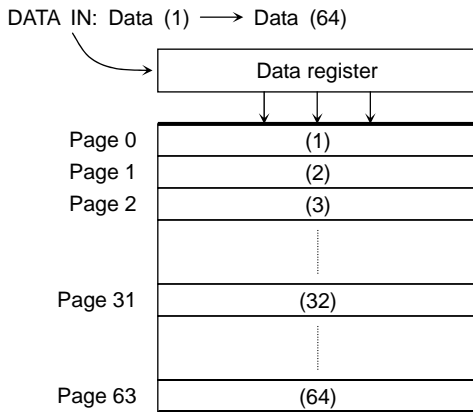 DATA IN: Data (1) → Data (64)
Data register
Page 0 (1)
Page 1 (2)
Page 2 (3)
Page 31 (32)
Page 63 (64)